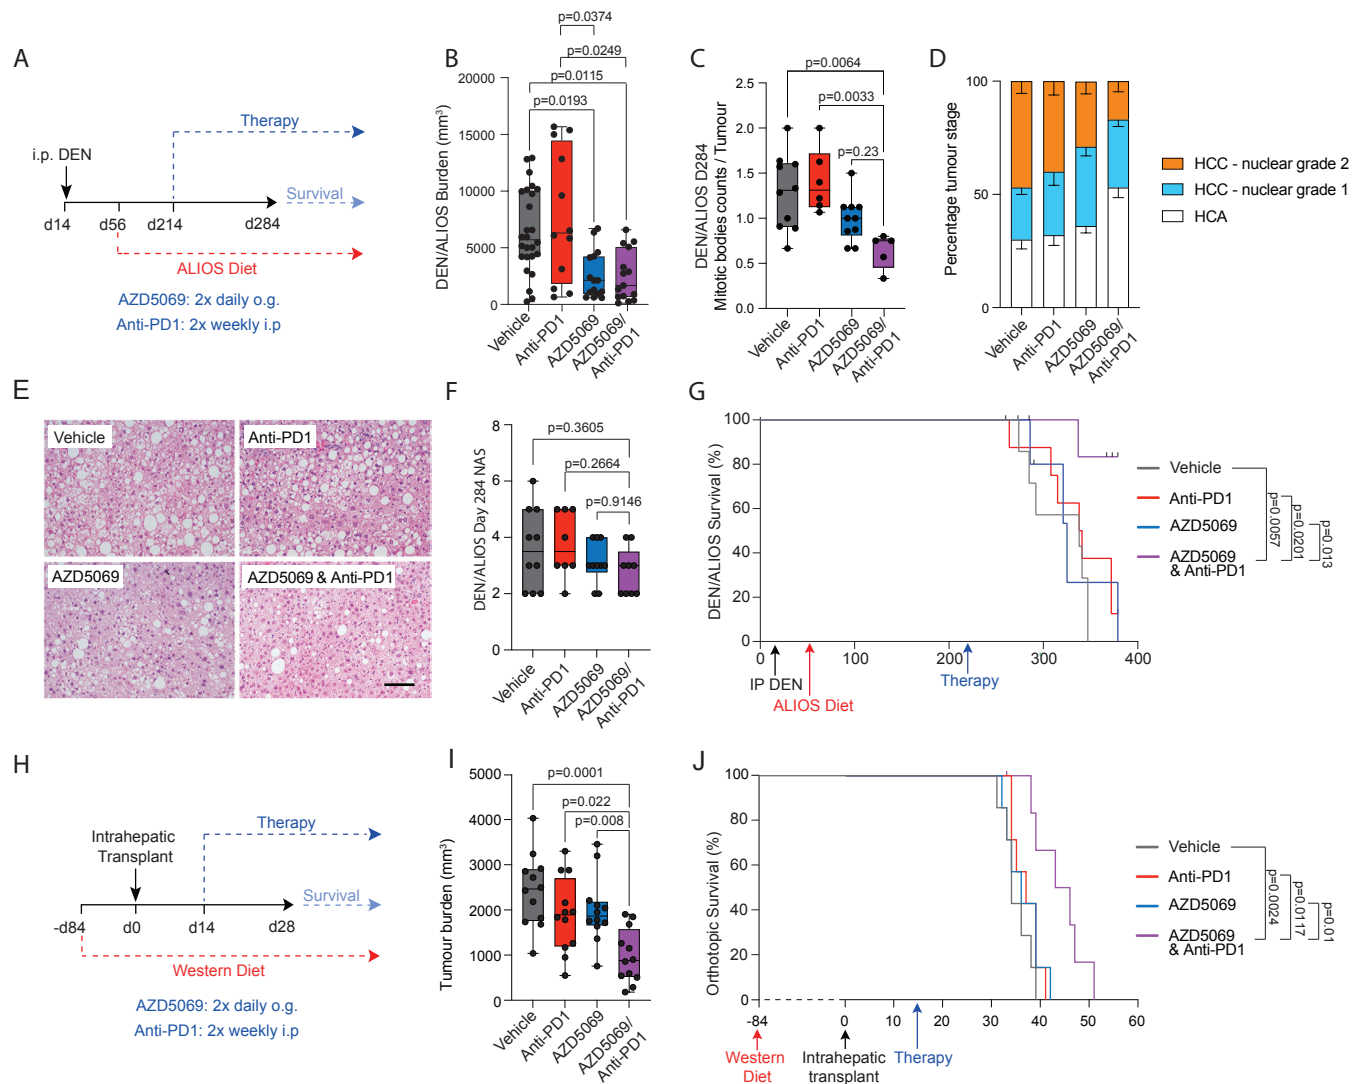 A
i.p. DEN
Therapy
Survival
d14
d56
d214
d284
ALIOS Diet
AZD5069: 2x daily o.g.
Anti-PD1: 2x weekly i.p
B
p=0.0374
p=0.0249
p=0.0115
p=0.0193
DEN/ALIOS Burden (mm³)
20000
15000
10000
5000
0
Vehicle
Anti-PD1
AZD5069
AZD5069/
Anti-PD1
C
p=0.0064
p=0.0033
p=0.23
DEN/ALIOS D284
Mitotic bodies counts / Tumour
2.5
2.0
1.5
1.0
0.5
0.0
Vehicle
Anti-PD1
AZD5069
AZD5069/
Anti-PD1
D
Percentage tumour stage
100
50
0
Vehicle
Anti-PD1
AZD5069
AZD5069/
Anti-PD1
HCC - nuclear grade 2
HCC - nuclear grade 1
HCA
E
Vehicle
Anti-PD1
AZD5069
AZD5069 & Anti-PD1
F
p=0.3605
p=0.2664
p=0.9146
DEN/ALIOS Day 284 NAS
8
6
4
2
0
Vehicle
Anti-PD1
AZD5069
AZD5069/
Anti-PD1
G
DEN/ALIOS Survival (%)
100
80
60
40
20
0
0
100
200
300
400
IP DEN
ALIOS Diet
Therapy
Vehicle
Anti-PD1
AZD5069
AZD5069
& Anti-PD1
p=0.0057
p=0.0201
p=0.013
H
Intrahepatic
Transplant
Therapy
Survival
-d84
d0
d14
d28
Western Diet
AZD5069: 2x daily o.g.
Anti-PD1: 2x weekly i.p
I
p=0.0001
p=0.022
p=0.008
Tumour burden (mm³)
5000
4000
3000
2000
1000
0
Vehicle
Anti-PD1
AZD5069
AZD5069/
Anti-PD1
J
Orthotopic Survival (%)
100
80
60
40
20
0
-84
0
10
20
30
40
50
60
Western
Diet
Intrahepatic
transplant
Therapy
Vehicle
Anti-PD1
AZD5069
AZD5069
& Anti-PD1
p=0.0024
p=0.0117
p=0.01